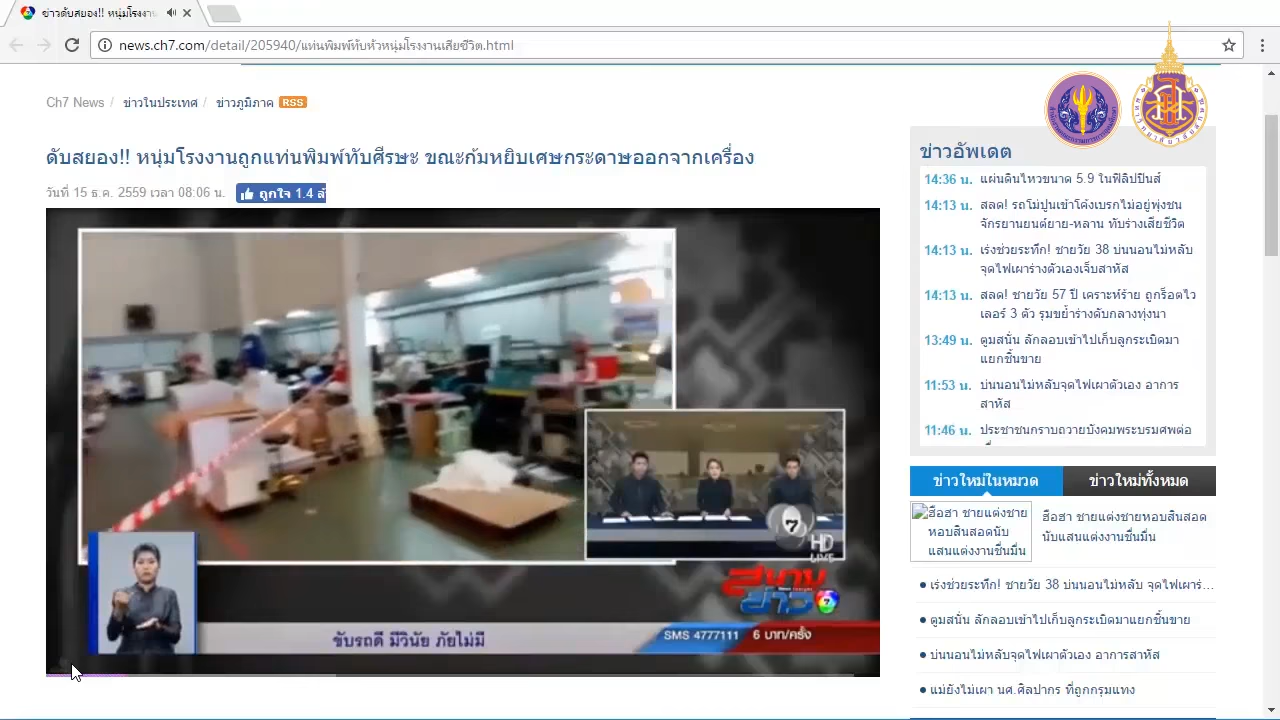 ข่าวดับสยอง!! หนุ่มโรงงาน
news.ch7.com/detail/205940/แท่นพิมพ์ทับหัวหนุ่มโรงงานเสียชีวิต.html
Ch7 News / ข่าวในประเทศ / ข่าวภูมิภาค RSS
ดับสยอง!! หนุ่มโรงงานถูกแท่นพิมพ์ทับศีรษะ ขณะก้มหยิบเศษกระดาษออกจากเครื่อง
วันที่ 15 ธ.ค. 2559 เวลา 08:06 น. ถูกใจ 1.4 ล้
7
HD
LIVE
สนาม
ข่าว 7
ขับรถดี มีวินัย ภัยไม่มี
SMS 4777111 6 บาท/ครั้ง
ข่าวอัพเดต
14:36 น. แผ่นดินไหวขนาด 5.9 ในฟิลิปปินส์
14:13 น. สลด! รถโม่ปูนเข้าโค้งเบรกไม่อยู่พุ่งชน
จักรยานยนต์ยาย-หลาน ทับร่างเสียชีวิต
14:13 น. เร่งช่วยระทึก! ชายวัย 38 บ่นนอนไม่หลับ
จุดไฟเผาร่างตัวเองเจ็บสาหัส
14:13 น. สลด! ชายวัย 57 ปี เคราะห์ร้าย ถูกร็อตไว
เลอร์ 3 ตัว รุมขย้ำร่างดับกลางทุ่งนา
13:49 น. ตูมสนั่น ลักลอบเข้าไปเก็บลูกระเบิดมา
แยกชิ้นขาย
11:53 น. บ่นนอนไม่หลับจุดไฟเผาตัวเอง อาการ
สาหัส
11:46 น. ประชาชนกราบถวายบังคมพระบรมศพต่อ
ข่าวใหม่ในหมวด ข่าวใหม่ทั้งหมด
ฮือฮา ชายแต่งชาย
หอบสินสอดนับ
แสนแต่งงานชื่นมื่น
ฮือฮา ชายแต่งชายหอบสินสอด
นับแสนแต่งงานชื่นมื่น
เร่งช่วยระทึก! ชายวัย 38 บ่นนอนไม่หลับ จุดไฟเผาร่...
ตูมสนั่น ลักลอบเข้าไปเก็บลูกระเบิดมาแยกชิ้นขาย
บ่นนอนไม่หลับจุดไฟเผาตัวเอง อาการสาหัส
แม่ยังไม่เผา นศ.ศิลปากร ที่ถูกกรุมแทง